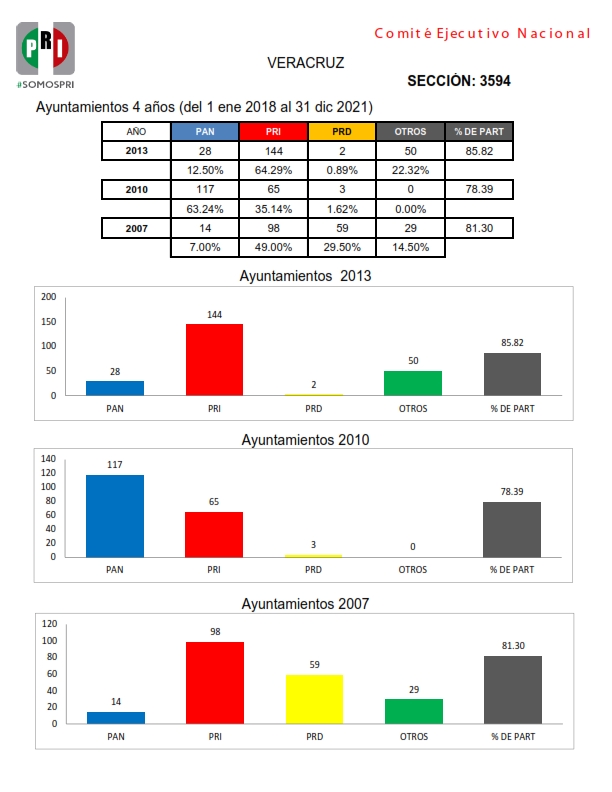 Comité Ejecutivo Nacional
PRI
#SOMOSPRI
VERACRUZ
SECCIÓN: 3594
Ayuntamientos 4 años (del 1 ene 2018 al 31 dic 2021)
AÑO PAN PRI PRD OTROS % DE PART
2013 28 144 2 50 85.82
12.50% 64.29% 0.89% 22.32%
2010 117 65 3 0 78.39
63.24% 35.14% 1.62% 0.00%
2007 14 98 59 29 81.30
7.00% 49.00% 29.50% 14.50%
Ayuntamientos 2013
200
150
100
50
0
28 144 2 50 85.82
PAN PRI PRD OTROS % DE PART
Ayuntamientos 2010
140
120
100
80
60
40
20
0
117 65 3 0 78.39
PAN PRI PRD OTROS % DE PART
Ayuntamientos 2007
120
100
80
60
40
20
0
14 98 59 29 81.30
PAN PRI PRD OTROS % DE PART